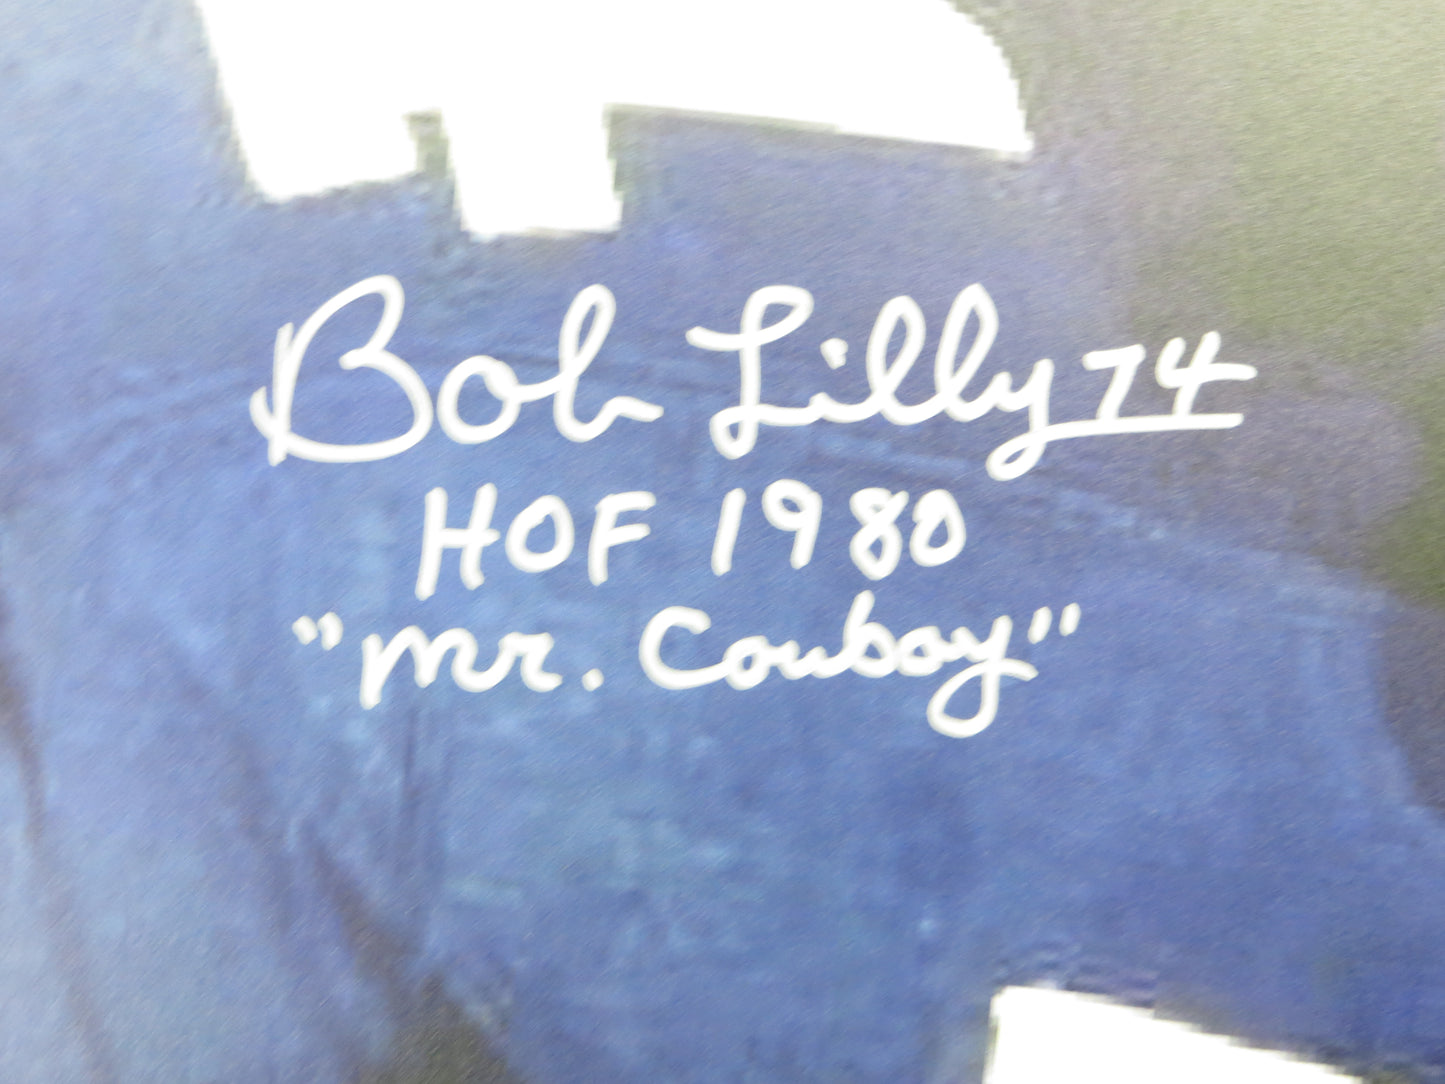 Bob Lilly 74
HOF 1980
"Mr. Cowboy"